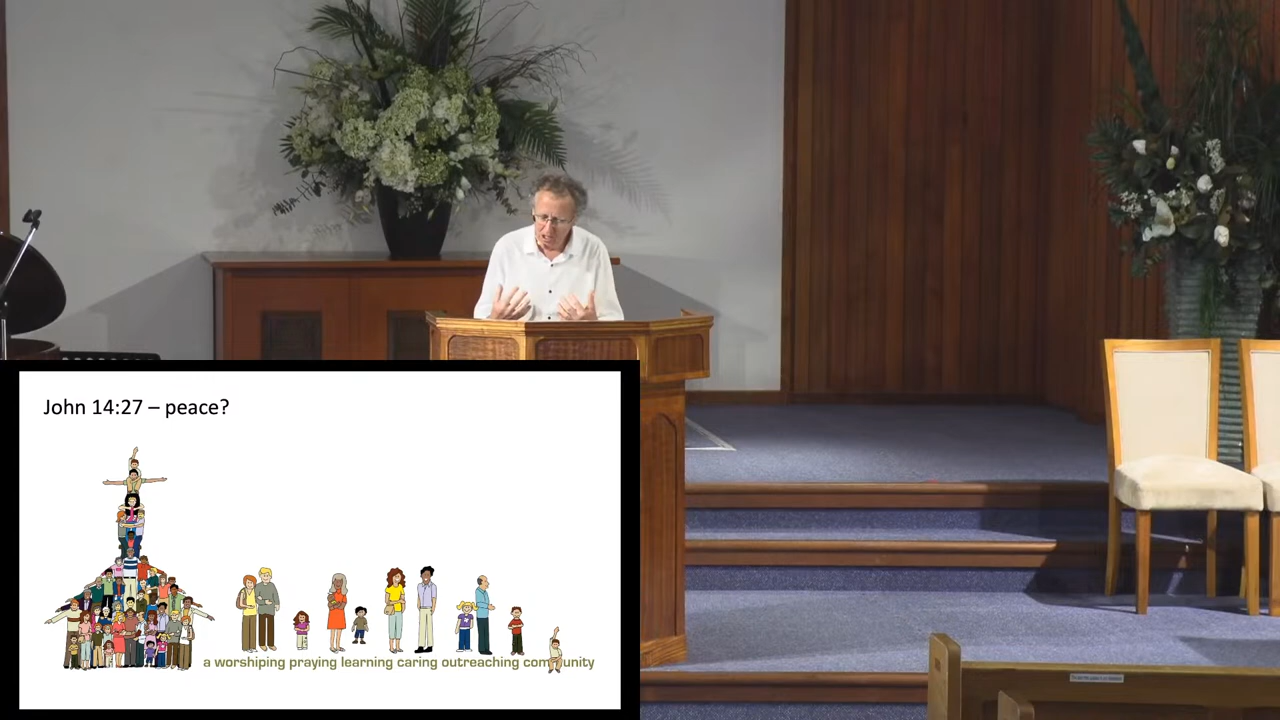 John 14:27 – peace?
a worshiping praying learning caring outreaching community